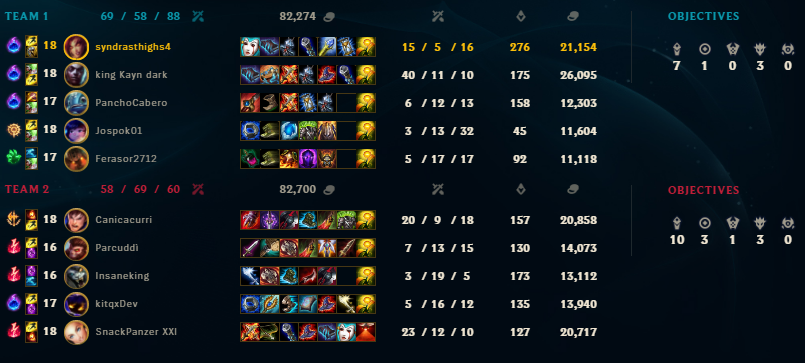 TEAM 1 69 / 58 / 88 82,274 OBJECTIVES
18 syndrasthighs4 15 / 5 / 16 276 21,154
7 1 0 3 0
18 king Kayn dark 40 / 11 / 10 175 26,095
17 PanchoCabero 6 / 12 / 13 158 12,303
18 Jospok01 3 / 13 / 32 45 11,604
17 Ferasor2712 5 / 17 / 17 92 11,118
TEAM 2 58 / 69 / 60 82,700 OBJECTIVES
18 Canicacurri 20 / 9 / 18 157 20,858
10 3 1 3 0
16 Parcuddi 7 / 13 / 15 130 14,073
16 Insaneking 3 / 19 / 5 173 13,112
17 kitqxDev 5 / 16 / 12 135 13,940
18 SnackPanzer XXI 23 / 12 / 10 127 20,717